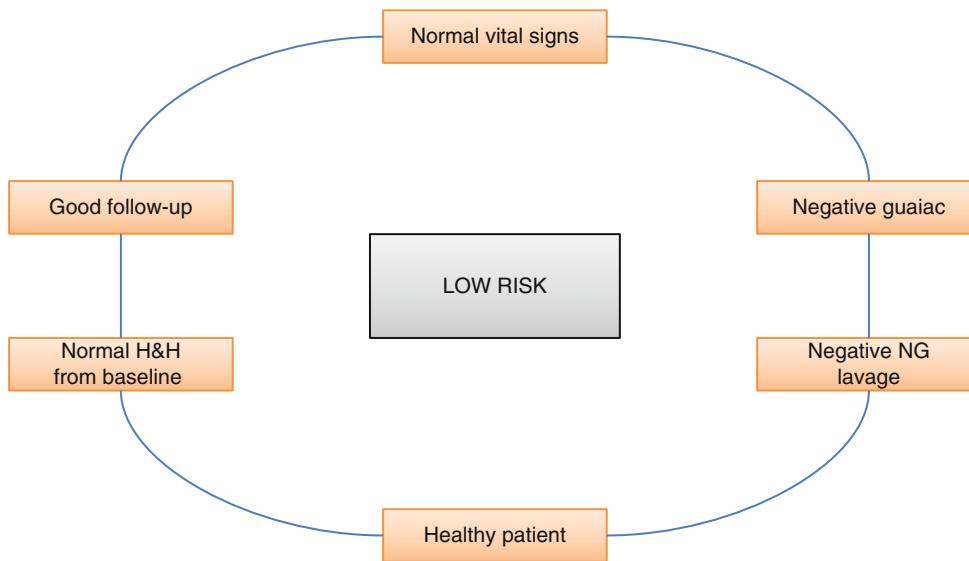 Normal vital signs
Good follow-up
Negative guaiac
LOW RISK
Normal H&H
from baseline
Negative NG
lavage
Healthy patient